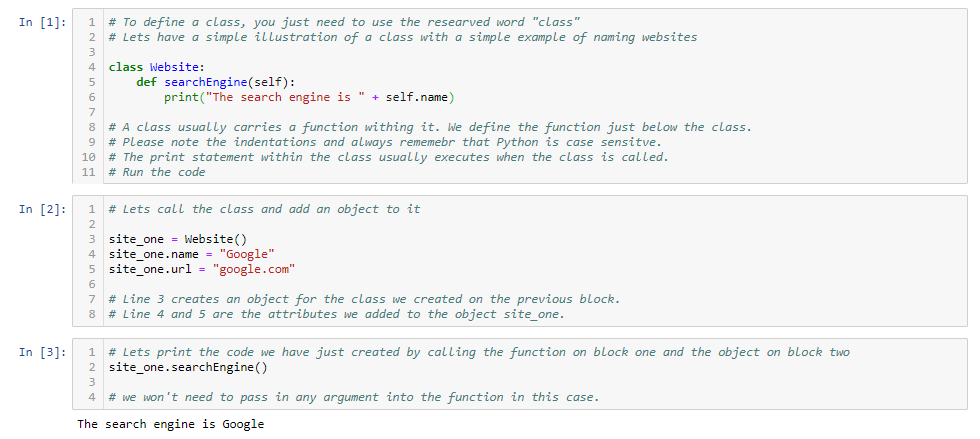 In [1]:
1 # To define a class, you just need to use the researved word "class"
2 # Lets have a simple illustration of a class with a simple example of naming websites
3
4 class Website:
5     def searchEngine(self):
6         print("The search engine is " + self.name)
7
8 # A class usually carries a function withing it. We define the function just below the class.
9 # Please note the indentations and always rememebr that Python is case sensitve.
10 # The print statement within the class usually executes when the class is called.
11 # Run the code
In [2]:
1 # Lets call the class and add an object to it
2
3 site_one = Website()
4 site_one.name = "Google"
5 site_one.url = "google.com"
6
7 # Line 3 creates an object for the class we created on the previous block.
8 # Line 4 and 5 are the attributes we added to the object site_one.
In [3]:
1 # Lets print the code we have just created by calling the function on block one and the object on block two
2 site_one.searchEngine()
3
4 # we won't need to pass in any argument into the function in this case.
The search engine is Google